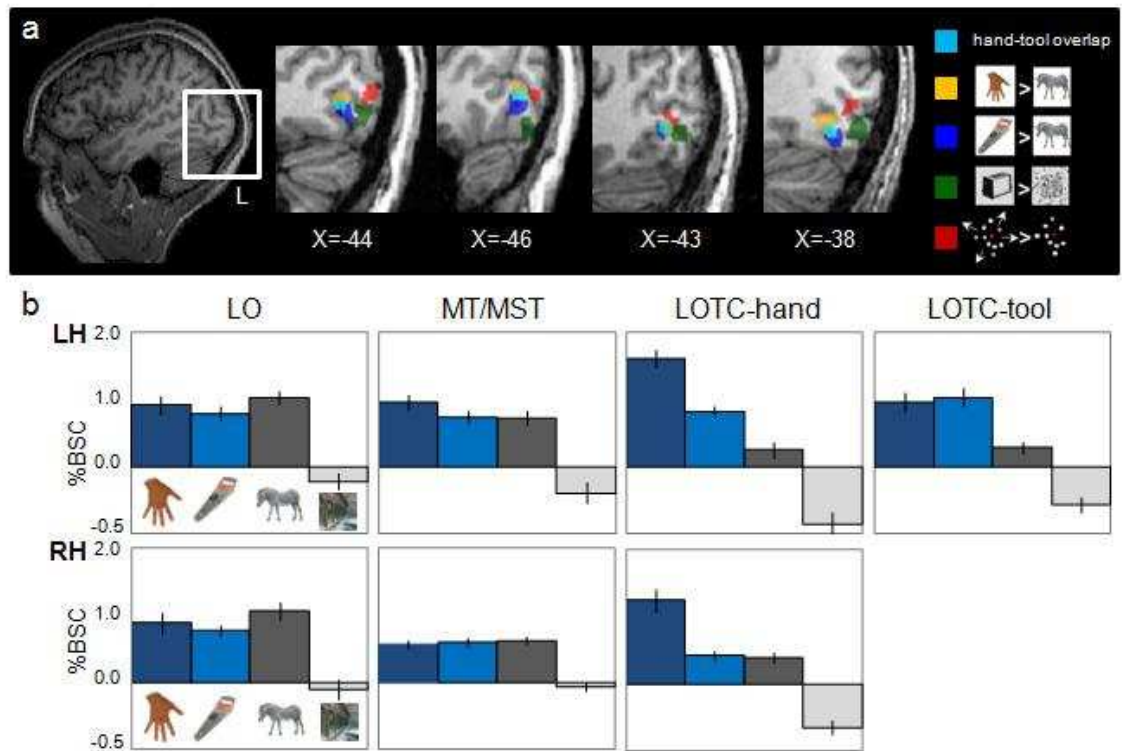 a
hand-tool overlap
>
>
>
>
L
X=-44 X=-46 X=-43 X=-38
b
LO MT/MST LOTC-hand LOTC-tool
LH
2.0
1.0
0.0
-0.5
%BSC
RH
2.0
1.0
0.0
-0.5
%BSC